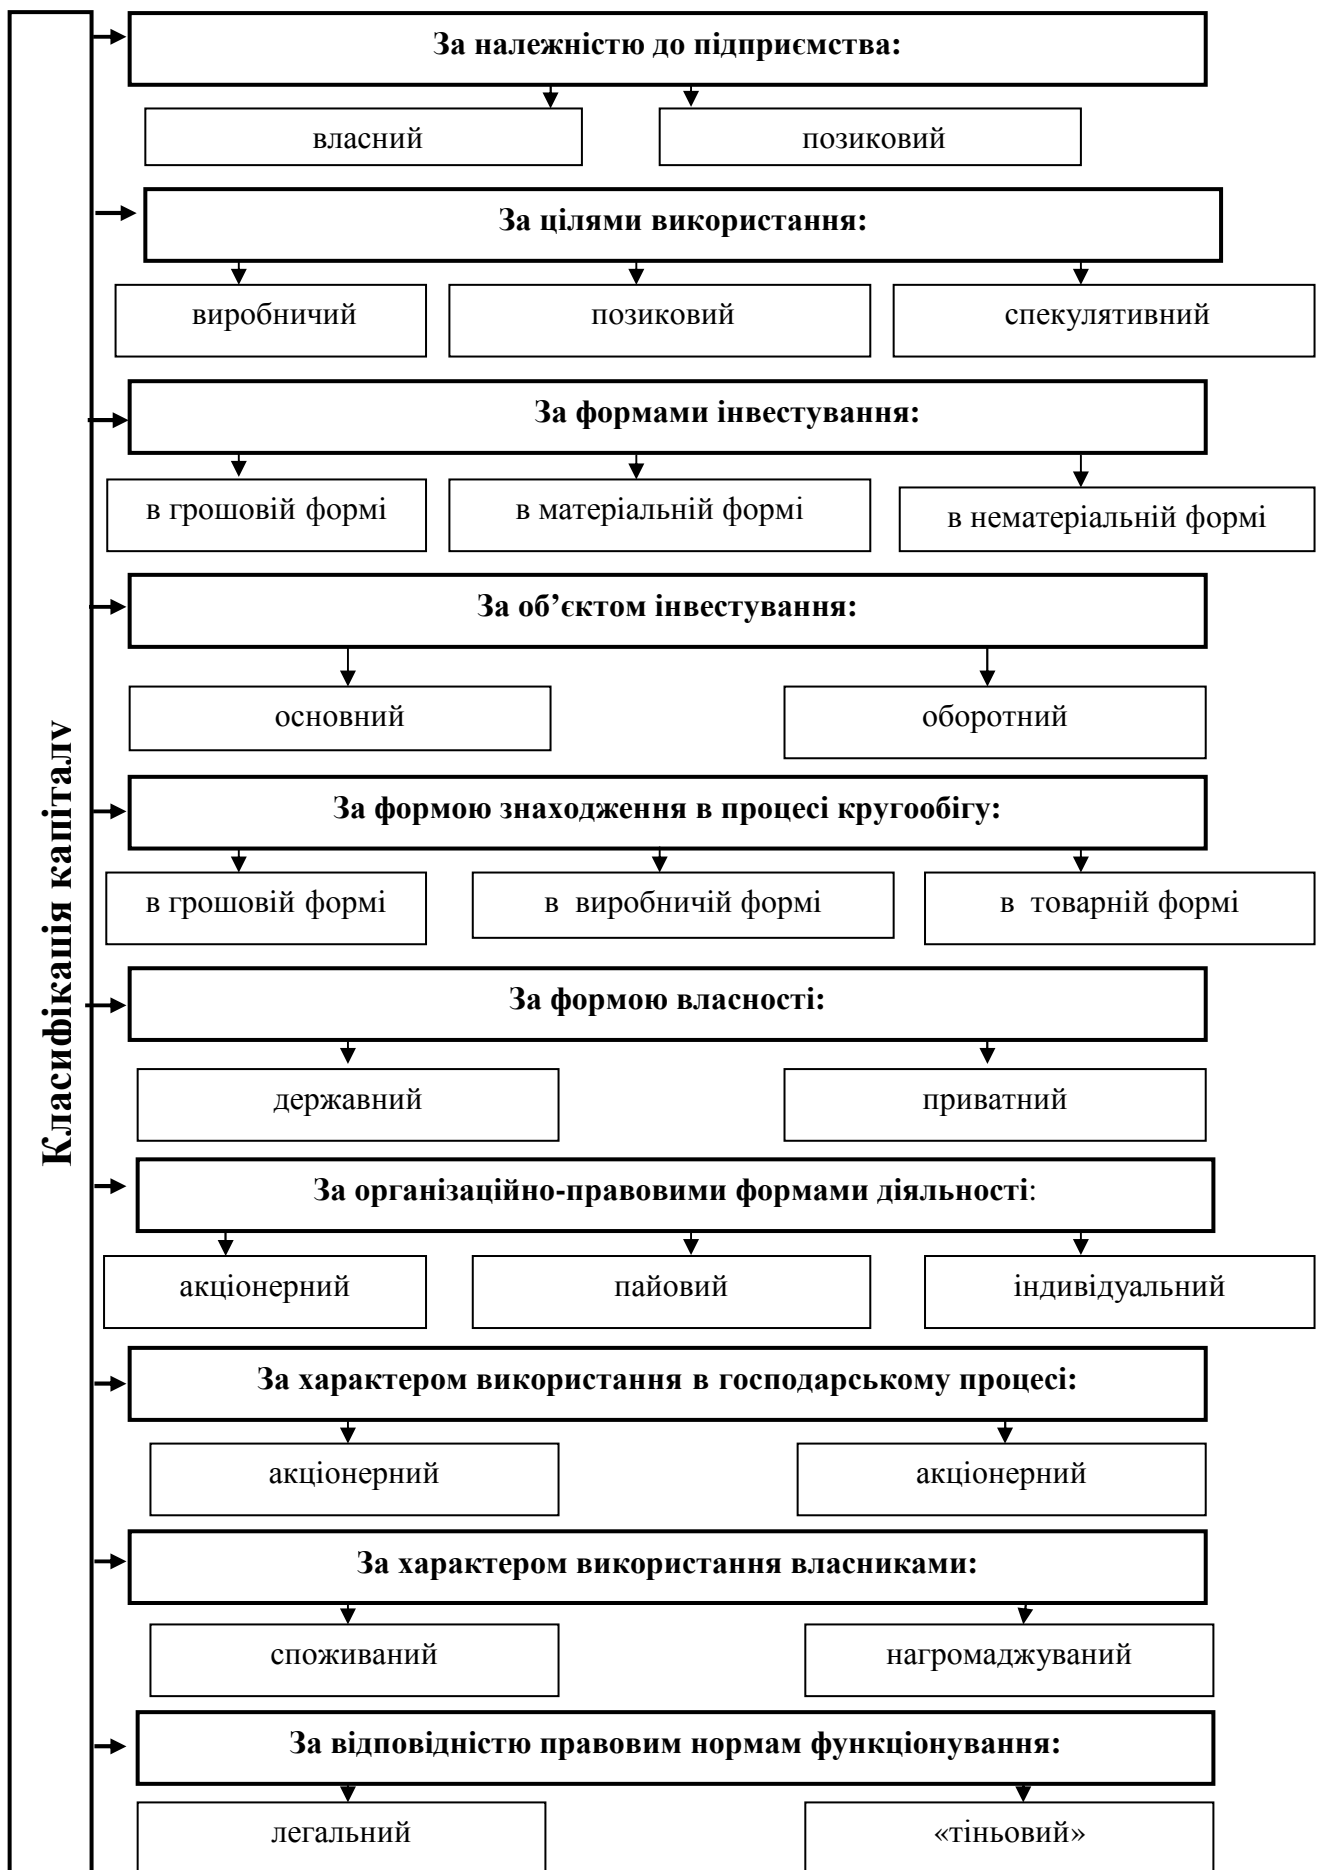 Класифікація капіталу
За належністю до підприємства:
власний
позиковий
За цілями використання:
виробничий
позиковий
спекулятивний
За формами інвестування:
в грошовій формі
в матеріальній формі
в нематеріальній формі
За об’єктом інвестування:
основний
оборотний
За формою знаходження в процесі кругообігу:
в грошовій формі
в виробничій формі
в товарній формі
За формою власності:
державний
приватний
За організаційно-правовими формами діяльності:
акціонерний
пайовий
індивідуальний
За характером використання в господарському процесі:
акціонерний
акціонерний
За характером використання власниками:
споживаний
нагромаджуваний
За відповідністю правовим нормам функціонування:
легальний
«тіньовий»